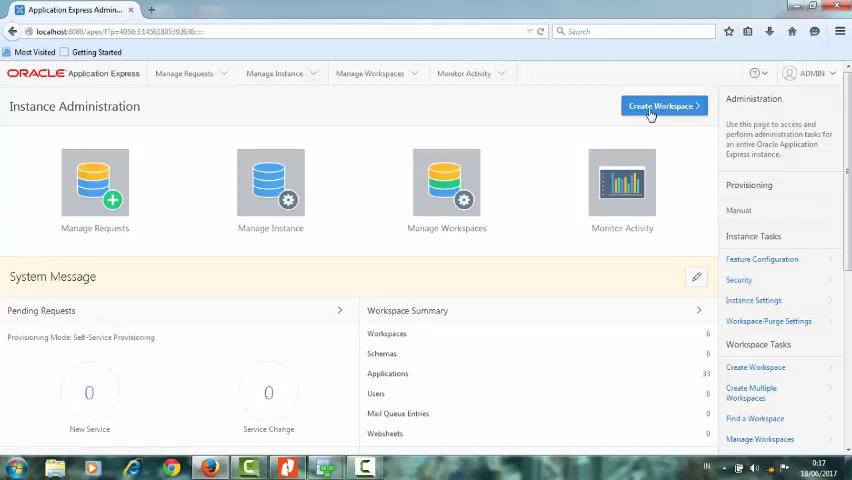 Application Express Admin...
localhost:8080/apex/f?p=4050:3:14561805392636::::
Search
Most Visited
Getting Started
ORACLE Application Express
Manage Requests
Manage Instance
Manage Workspaces
Monitor Activity
ADMIN
Instance Administration
Create Workspace
Manage Requests
Manage Instance
Manage Workspaces
Monitor Activity
System Message
Pending Requests
Provisioning Mode: Self-Service Provisioning
0
New Service
0
Service Change
Workspace Summary
Workspaces 6
Schemas 6
Applications 33
Users 6
Mail Queue Entries 0
Websheets 0
Administration
Use this page to access and
perform administration tasks for
an entire Oracle Application
Express instance.
Provisioning
Manual
Instance Tasks
Feature Configuration
Security
Instance Settings
Workspace Purge Settings
Workspace Tasks
Create Workspace
Create Multiple
Workspaces
Find a Workspace
Manage Workspaces
IN
0:17
18/06/2017